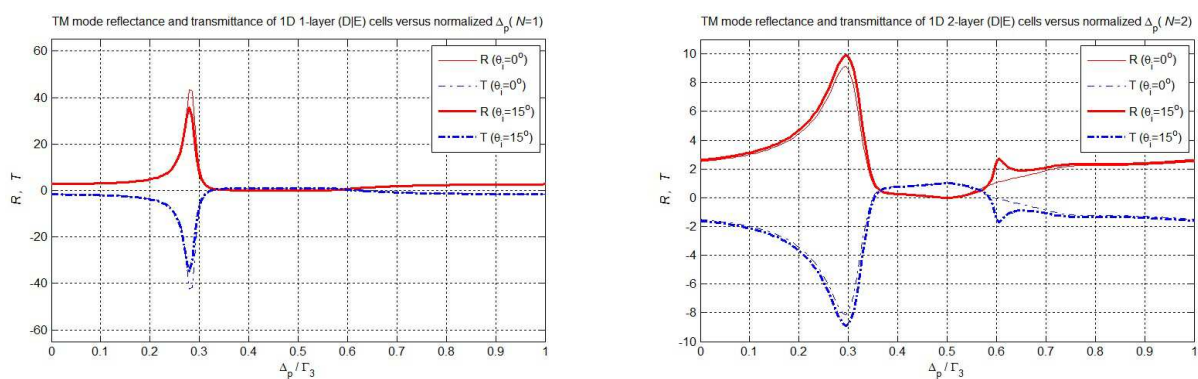 TM mode reflectance and transmittance of 1D 1-layer (D|E) cells versus normalized Δp( N=1)
60
40
20
0
-20
-40
-60
R, T
0
0.1
0.2
0.3
0.4
0.5
0.6
0.7
0.8
0.9
1
Δp / Γ3
R (θi=0°)
T (θi=0°)
R (θi=15°)
T (θi=15°)
TM mode reflectance and transmittance of 1D 2-layer (D|E) cells versus normalized Δp( N=2)
10
8
6
4
2
0
-2
-4
-6
-8
-10
R, T
0
0.1
0.2
0.3
0.4
0.5
0.6
0.7
0.8
0.9
1
Δp / Γ3
R (θi=0°)
T (θi=0°)
R (θi=15°)
T (θi=15°)